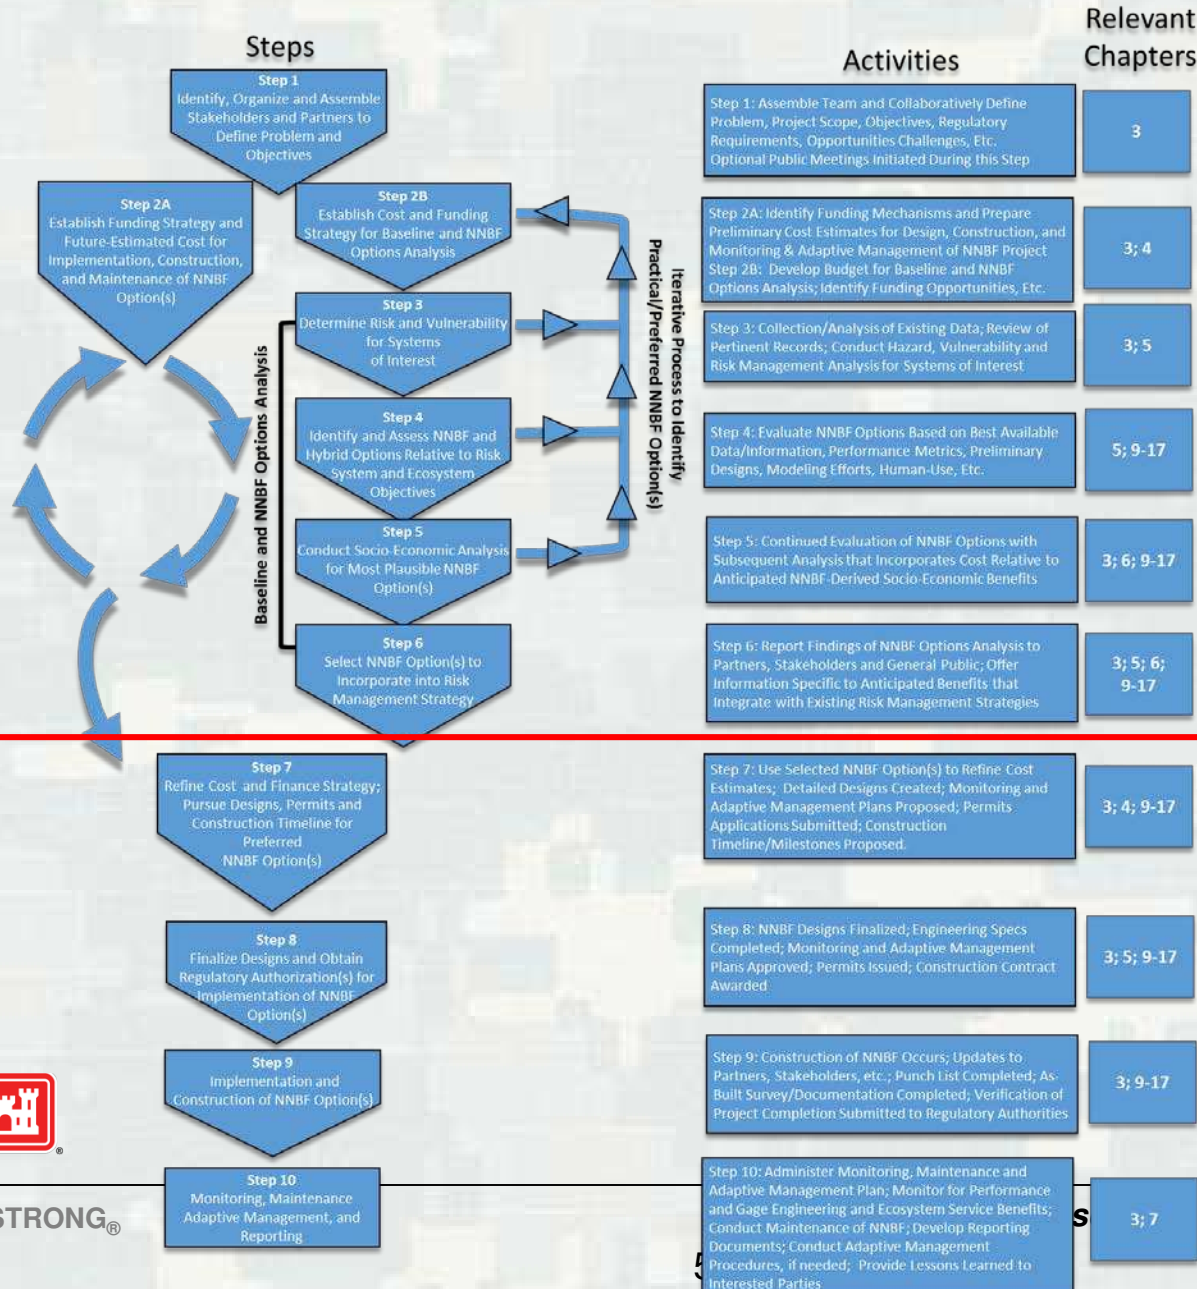 Relevant
Chapters
Steps
Activities
Step 1
Identify, Organize and Assemble
Stakeholders and Partners to
Define Problem and
Objectives
Step 1: Assemble Team and Collaboratively Define
Problem, Project Scope, Objectives, Regulatory
Requirements, Opportunities Challenges, Etc.
Optional Public Meetings Initiated During this Step
3
Step 2A
Establish Funding Strategy and
Future-Estimated Cost for
Implementation, Construction,
and Maintenance of NNBF
Option(s)
Step 2B
Establish Cost and Funding
Strategy for Baseline and NNBF
Options Analysis
Step 2A: Identify Funding Mechanisms and Prepare
Preliminary Cost Estimates for Design, Construction, and
Monitoring & Adaptive Management of NNBF Project
Step 2B: Develop Budget for Baseline and NNBF
Options Analysis; Identify Funding Opportunities, Etc.
3; 4
Iterative Process to Identify
Practical/Preferred NNBF Option(s)
Baseline and NNBF Options Analysis
Step 3
Determine Risk and Vulnerability
for Systems
of Interest
Step 3: Collection/Analysis of Existing Data; Review of
Pertinent Records; Conduct Hazard, Vulnerability and
Risk Management Analysis for Systems of Interest
3; 5
Step 4
Identify and Assess NNBF and
Hybrid Options Relative to Risk
System and Ecosystem
Objectives
Step 4: Evaluate NNBF Options Based on Best Available
Data/Information, Performance Metrics, Preliminary
Designs, Modeling Efforts, Human-Use, Etc.
5; 9-17
Step 5
Conduct Socio-Economic Analysis
for Most Plausible NNBF
Option(s)
Step 5: Continued Evaluation of NNBF Options with
Subsequent Analysis that Incorporates Cost Relative to
Anticipated NNBF-Derived Socio-Economic Benefits
3; 6; 9-17
Step 6
Select NNBF Option(s) to
Incorporate into Risk
Management Strategy
Step 6: Report Findings of NNBF Options Analysis to
Partners, Stakeholders and General Public; Offer
Information Specific to Anticipated Benefits that
Integrate with Existing Risk Management Strategies
3; 5; 6;
9-17
Step 7
Refine Cost and Finance Strategy;
Pursue Designs, Permits and
Construction Timeline for
Preferred
NNBF Option(s)
Step 7: Use Selected NNBF Option(s) to Refine Cost
Estimates; Detailed Designs Created; Monitoring and
Adaptive Management Plans Proposed; Permits
Applications Submitted; Construction
Timeline/Milestones Proposed.
3; 4; 9-17
Step 8
Finalize Designs and Obtain
Regulatory Authorization(s) for
Implementation of NNBF
Option(s)
Step 8: NNBF Designs Finalized; Engineering Specs
Completed; Monitoring and Adaptive Management
Plans Approved; Permits Issued; Construction Contract
Awarded
3; 5; 9-17
Step 9
Implementation and
Construction of NNBF Option(s)
Step 9: Construction of NNBF Occurs; Updates to
Partners, Stakeholders, etc.; Punch List Completed; As-
Built Survey/Documentation Completed; Verification of
Project Completion Submitted to Regulatory Authorities
3; 9-17
®
Step 10
Monitoring, Maintenance
Adaptive Management, and
Reporting
Step 10: Administer Monitoring, Maintenance and
Adaptive Management Plan; Monitor for Performance
and Gage Engineering and Ecosystem Service Benefits;
Conduct Maintenance of NNBF; Develop Reporting
Documents; Conduct Adaptive Management
Procedures, if needed; Provide Lessons Learned to
Interested Parties
3; 7
STRONG®
s